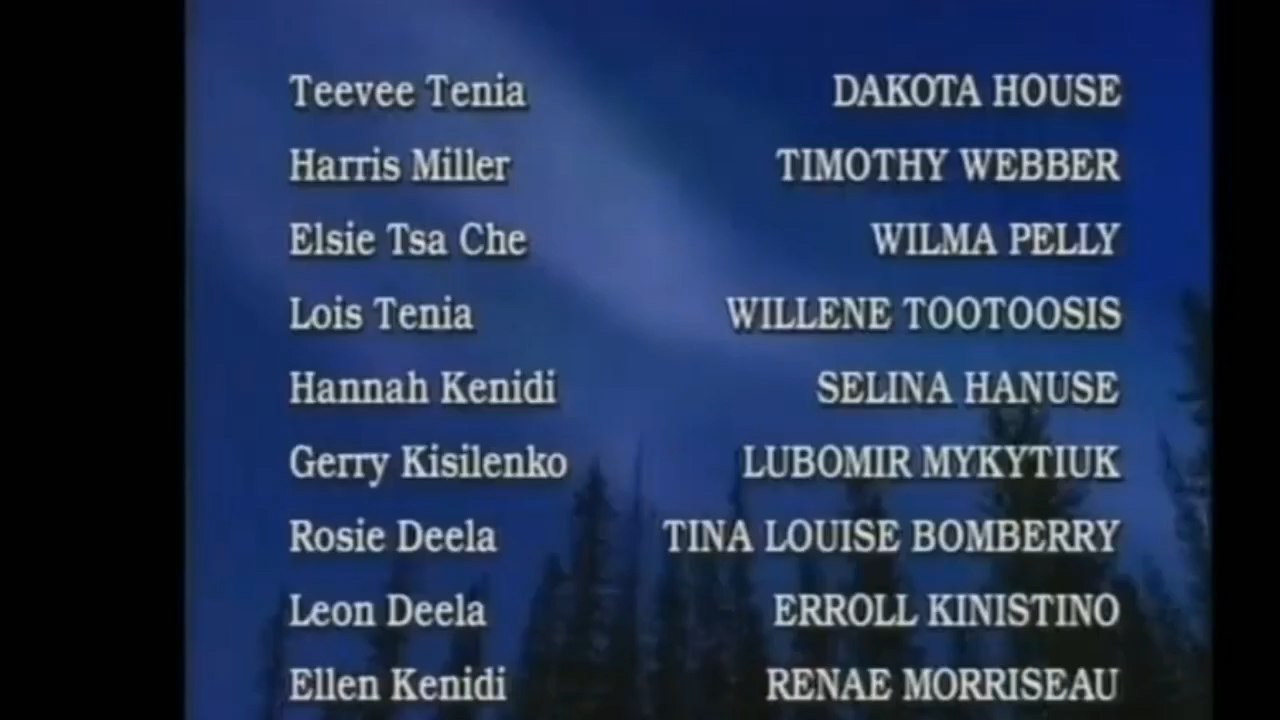 Teevee Tenia DAKOTA HOUSE
Harris Miller TIMOTHY WEBBER
Elsie Tsa Che WILMA PELLY
Lois Tenia WILLENE TOOTOOSIS
Hannah Kenidi SELINA HANUSE
Gerry Kisilenko LUBOMIR MYKYTIUK
Rosie Deela TINA LOUISE BOMBERRY
Leon Deela ERROLL KINISTINO
Ellen Kenidi RENAE MORRISEAU